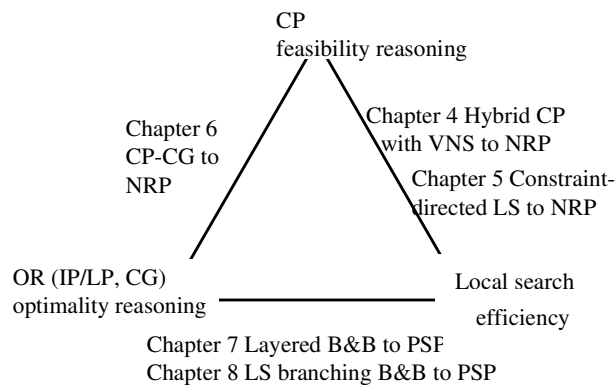 CP
feasibility reasoning
Chapter 6
CP-CG to
NRP
Chapter 4 Hybrid CP
with VNS to NRP
Chapter 5 Constraint-
directed LS to NRP
OR (IP/LP, CG)
optimality reasoning
Local search
efficiency
Chapter 7 Layered B&B to PSP
Chapter 8 LS branching B&B to PSP